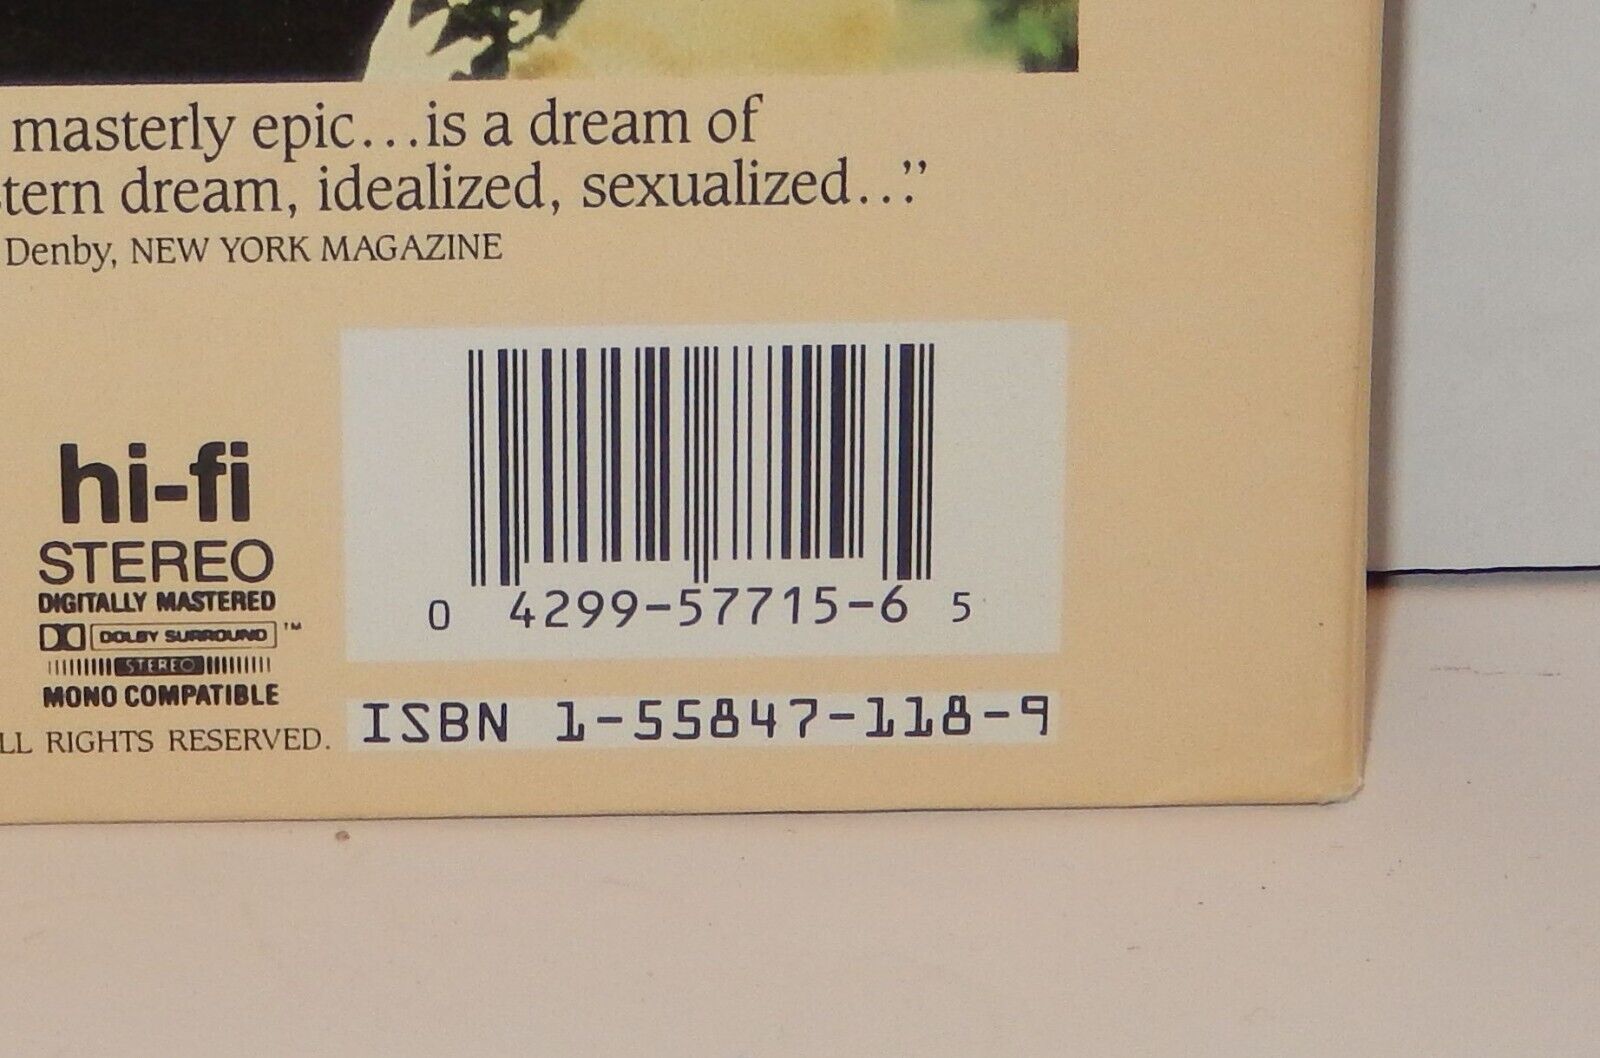 masterly epic...is a dream of
tern dream, idealized, sexualized..."
Denby, NEW YORK MAGAZINE
hi-fi
STEREO
DIGITALLY MASTERED
DOLBY SURROUND ™
STEREO
MONO COMPATIBLE
LL RIGHTS RESERVED.
0 4299-57715-6 5
ISBN 1-55847-118-9